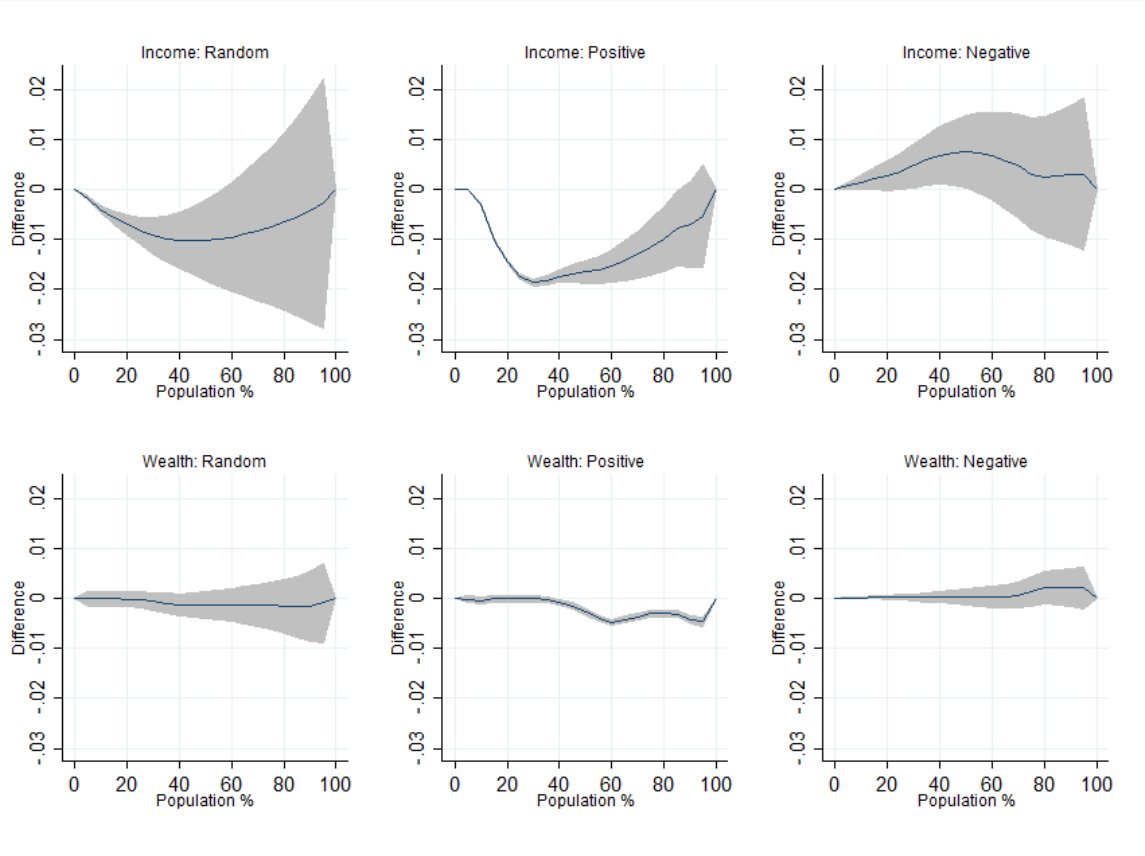 Income: Random
Income: Positive
Income: Negative
Difference
.02
.01
0
-.01
-.02
-.03
0 20 40 60 80 100
Population %
Difference
.02
.01
0
-.01
-.02
-.03
0 20 40 60 80 100
Population %
Difference
.02
.01
0
-.01
-.02
-.03
0 20 40 60 80 100
Population %
Wealth: Random
Wealth: Positive
Wealth: Negative
Difference
.02
.01
0
-.01
-.02
-.03
0 20 40 60 80 100
Population %
Difference
.02
.01
0
-.01
-.02
-.03
0 20 40 60 80 100
Population %
Difference
.02
.01
0
-.01
-.02
-.03
0 20 40 60 80 100
Population %